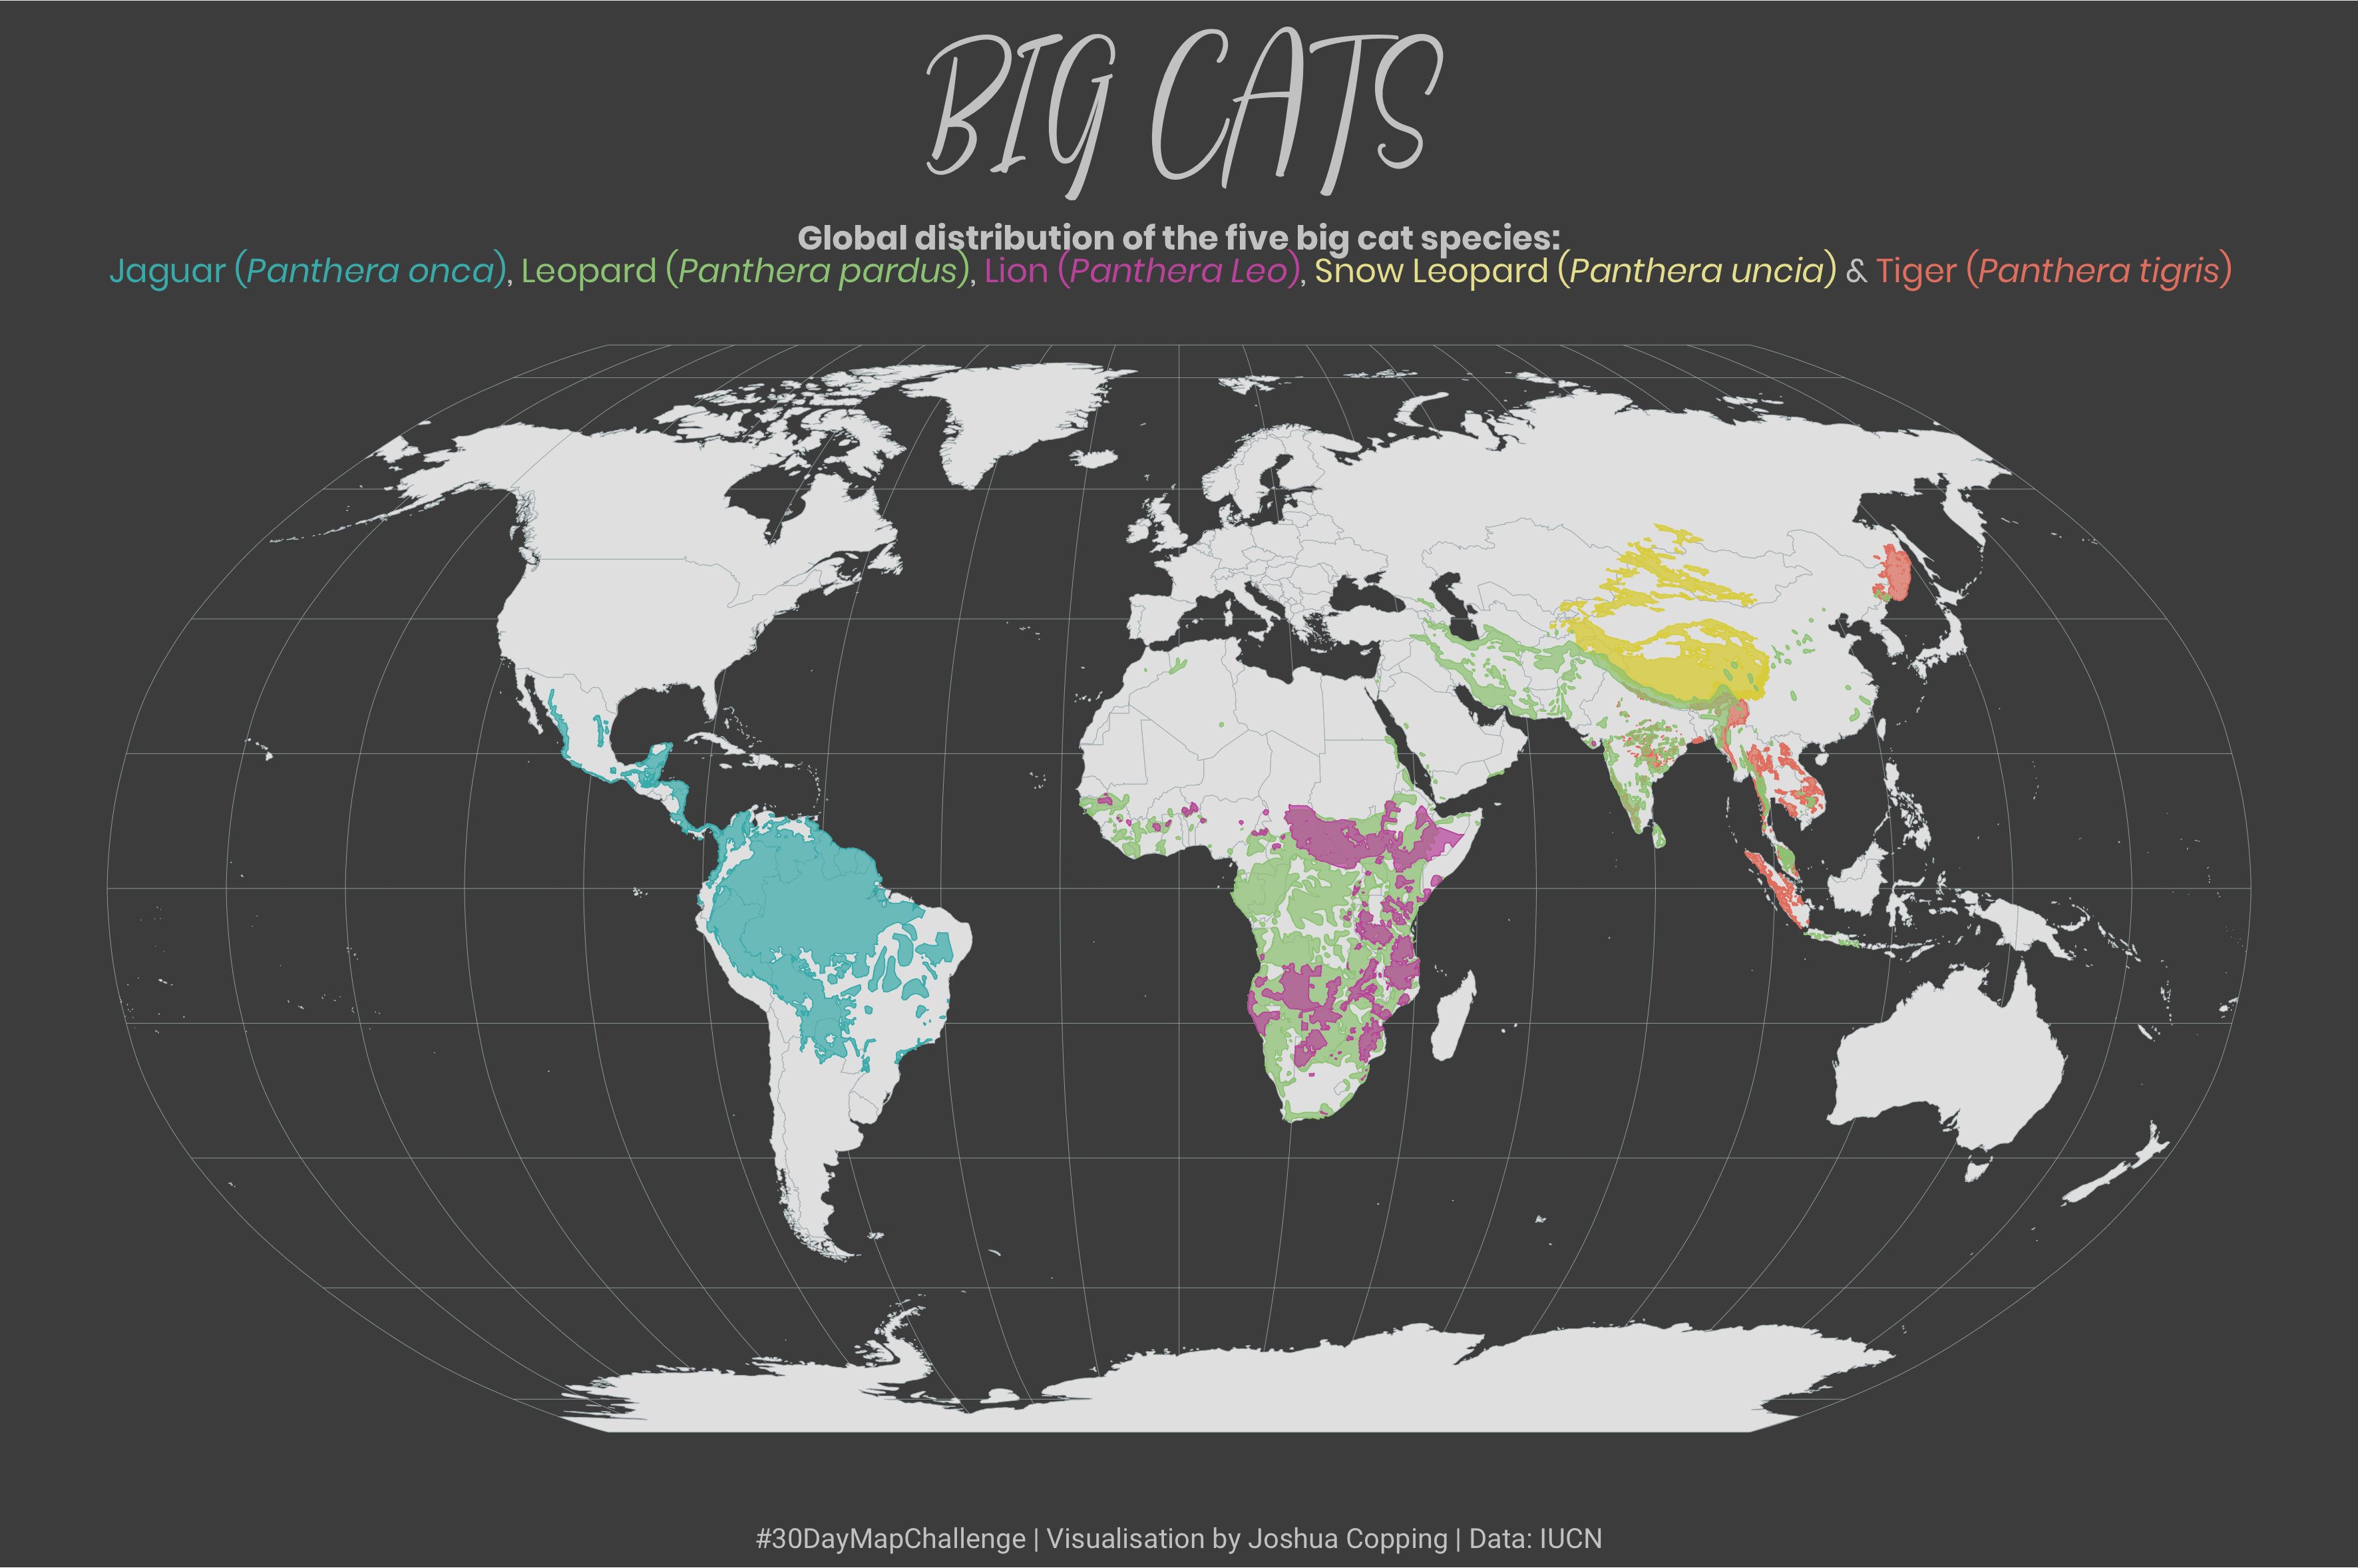 BIG CATS
Global distribution of the five big cat species:
Jaguar (Panthera onca), Leopard (Panthera pardus), Lion (Panthera Leo), Snow Leopard (Panthera uncia) & Tiger (Panthera tigris)
#30DayMapChallenge | Visualisation by Joshua Copping | Data: IUCN